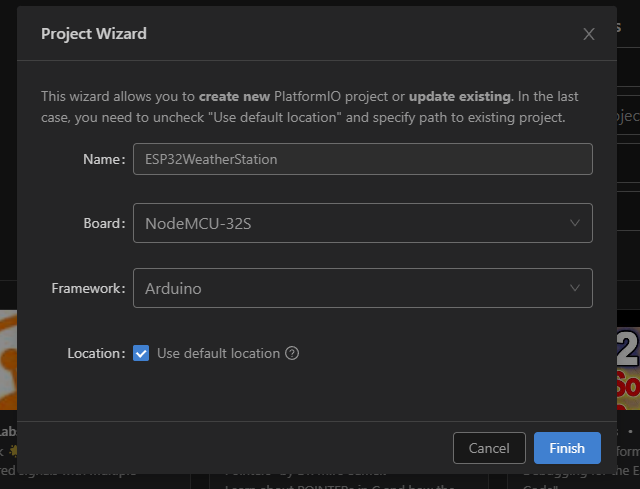 Project Wizard
This wizard allows you to create new PlatformIO project or update existing. In the last
case, you need to uncheck "Use default location" and specify path to existing project.
Name: ESP32WeatherStation
Board: NodeMCU-32S
Framework: Arduino
Location: Use default location
Cancel Finish